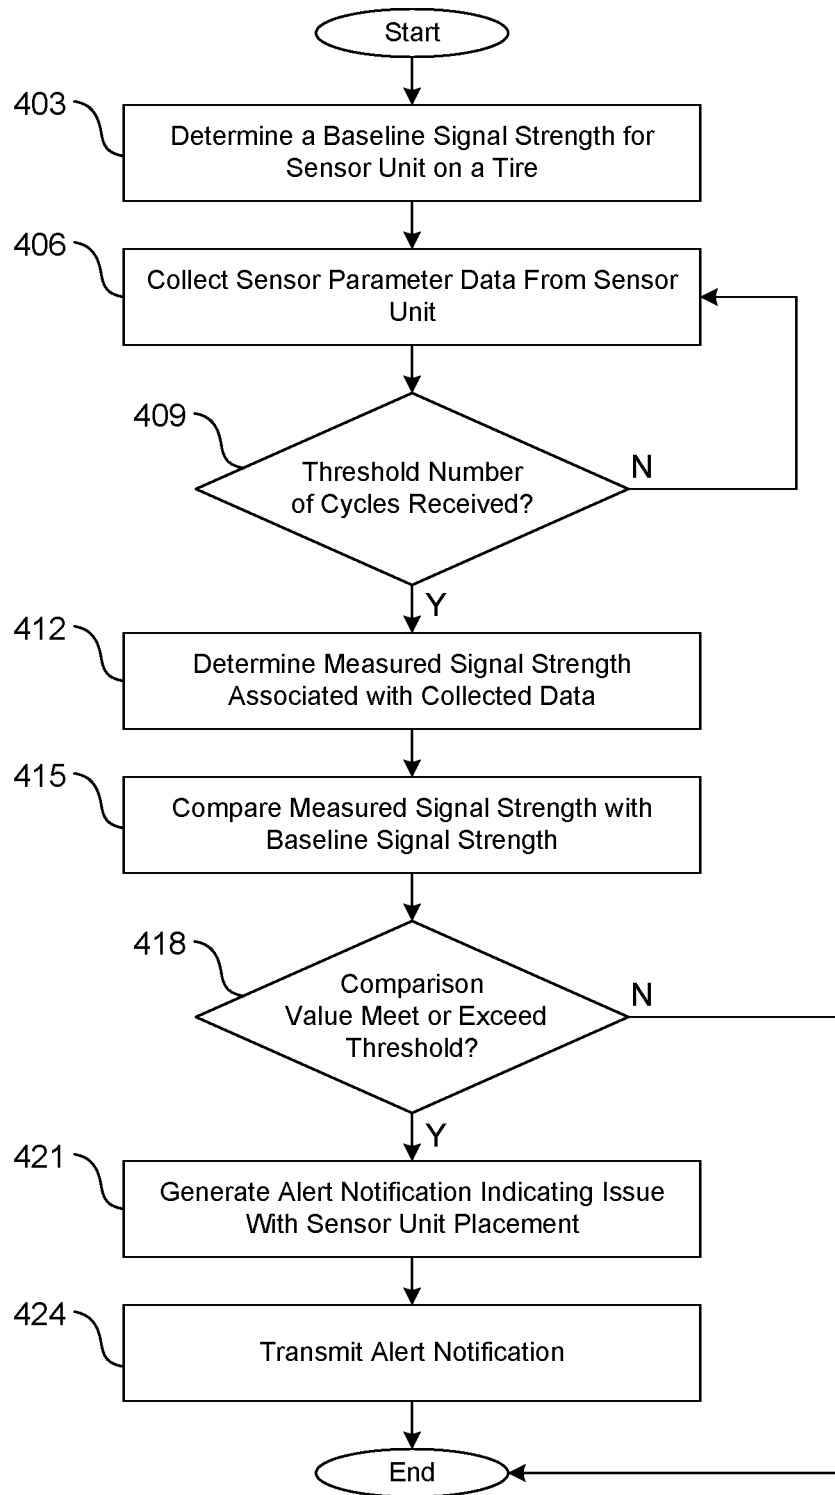 Start
403
Determine a Baseline Signal Strength for
Sensor Unit on a Tire
406
Collect Sensor Parameter Data From Sensor
Unit
409
Threshold Number
of Cycles Received?
N
Y
412
Determine Measured Signal Strength
Associated with Collected Data
415
Compare Measured Signal Strength with
Baseline Signal Strength
418
Comparison
Value Meet or Exceed
Threshold?
N
Y
421
Generate Alert Notification Indicating Issue
With Sensor Unit Placement
424
Transmit Alert Notification
End